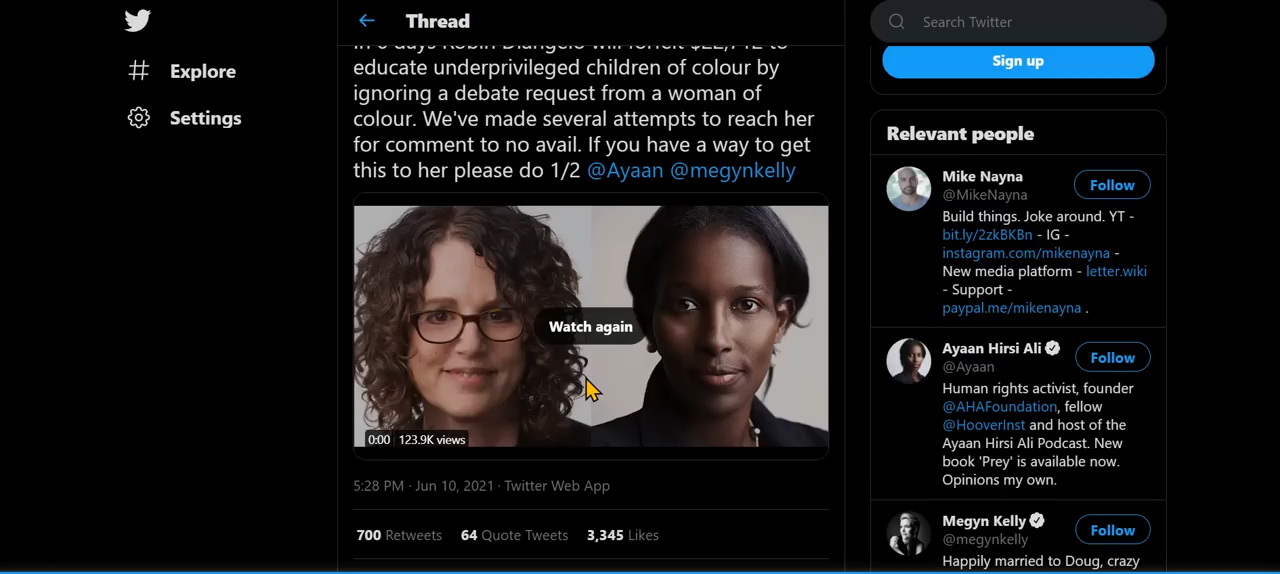 Thread
Search Twitter
Explore
Settings
In 6 days Robin Diangelo will forfeit $22,742 to
educate underprivileged children of colour by
ignoring a debate request from a woman of
colour. We've made several attempts to reach her
for comment to no avail. If you have a way to get
this to her please do 1/2 @Ayaan @megynkelly
Watch again
0:00 123.9K views
5:28 PM · Jun 10, 2021 · Twitter Web App
700 Retweets 64 Quote Tweets 3,345 Likes
Sign up
Relevant people
Mike Nayna
@MikeNayna
Follow
Build things. Joke around. YT -
bit.ly/2zkBKBn - IG -
instagram.com/mikenayna -
New media platform - letter.wiki
- Support -
paypal.me/mikenayna .
Ayaan Hirsi Ali
@Ayaan
Follow
Human rights activist, founder
@AHAFoundation, fellow
@HooverInst and host of the
Ayaan Hirsi Ali Podcast. New
book 'Prey' is available now.
Opinions my own.
Megyn Kelly
@megynkelly
Follow
Happily married to Doug, crazy